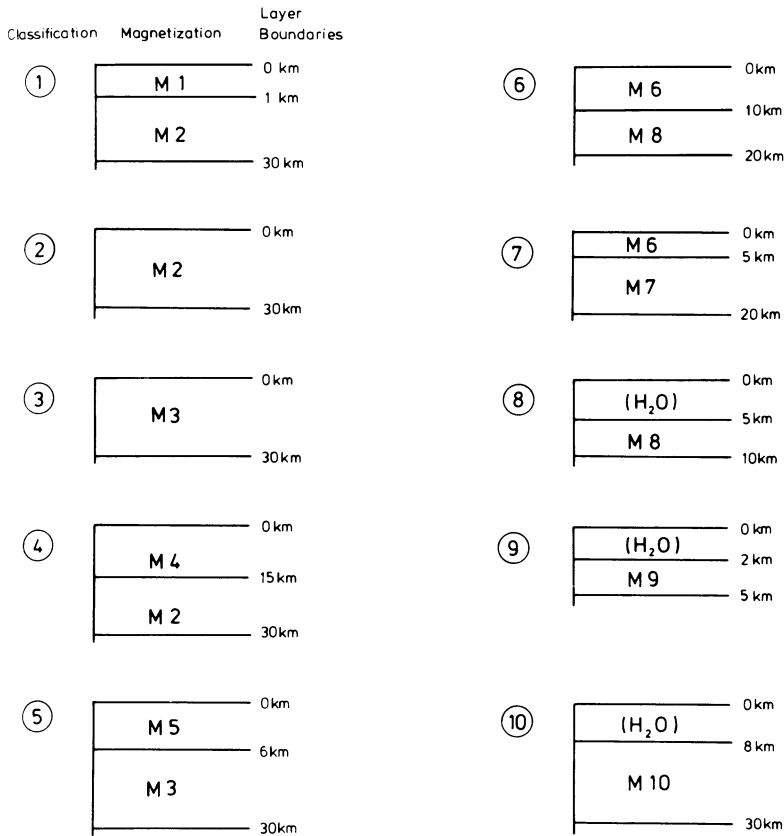 Classification Magnetization Layer Boundaries
1
M 1
M 2
0 km
1 km
30 km
2
M 2
0 km
30 km
3
M 3
0 km
30 km
4
M 4
M 2
0 km
15 km
30 km
5
M 5
M 3
0 km
6 km
30 km
6
M 6
M 8
0 km
10 km
20 km
7
M 6
M 7
0 km
5 km
20 km
8
(H₂O)
M 8
0 km
5 km
10 km
9
(H₂O)
M 9
0 km
2 km
5 km
10
(H₂O)
M 10
0 km
8 km
30 km